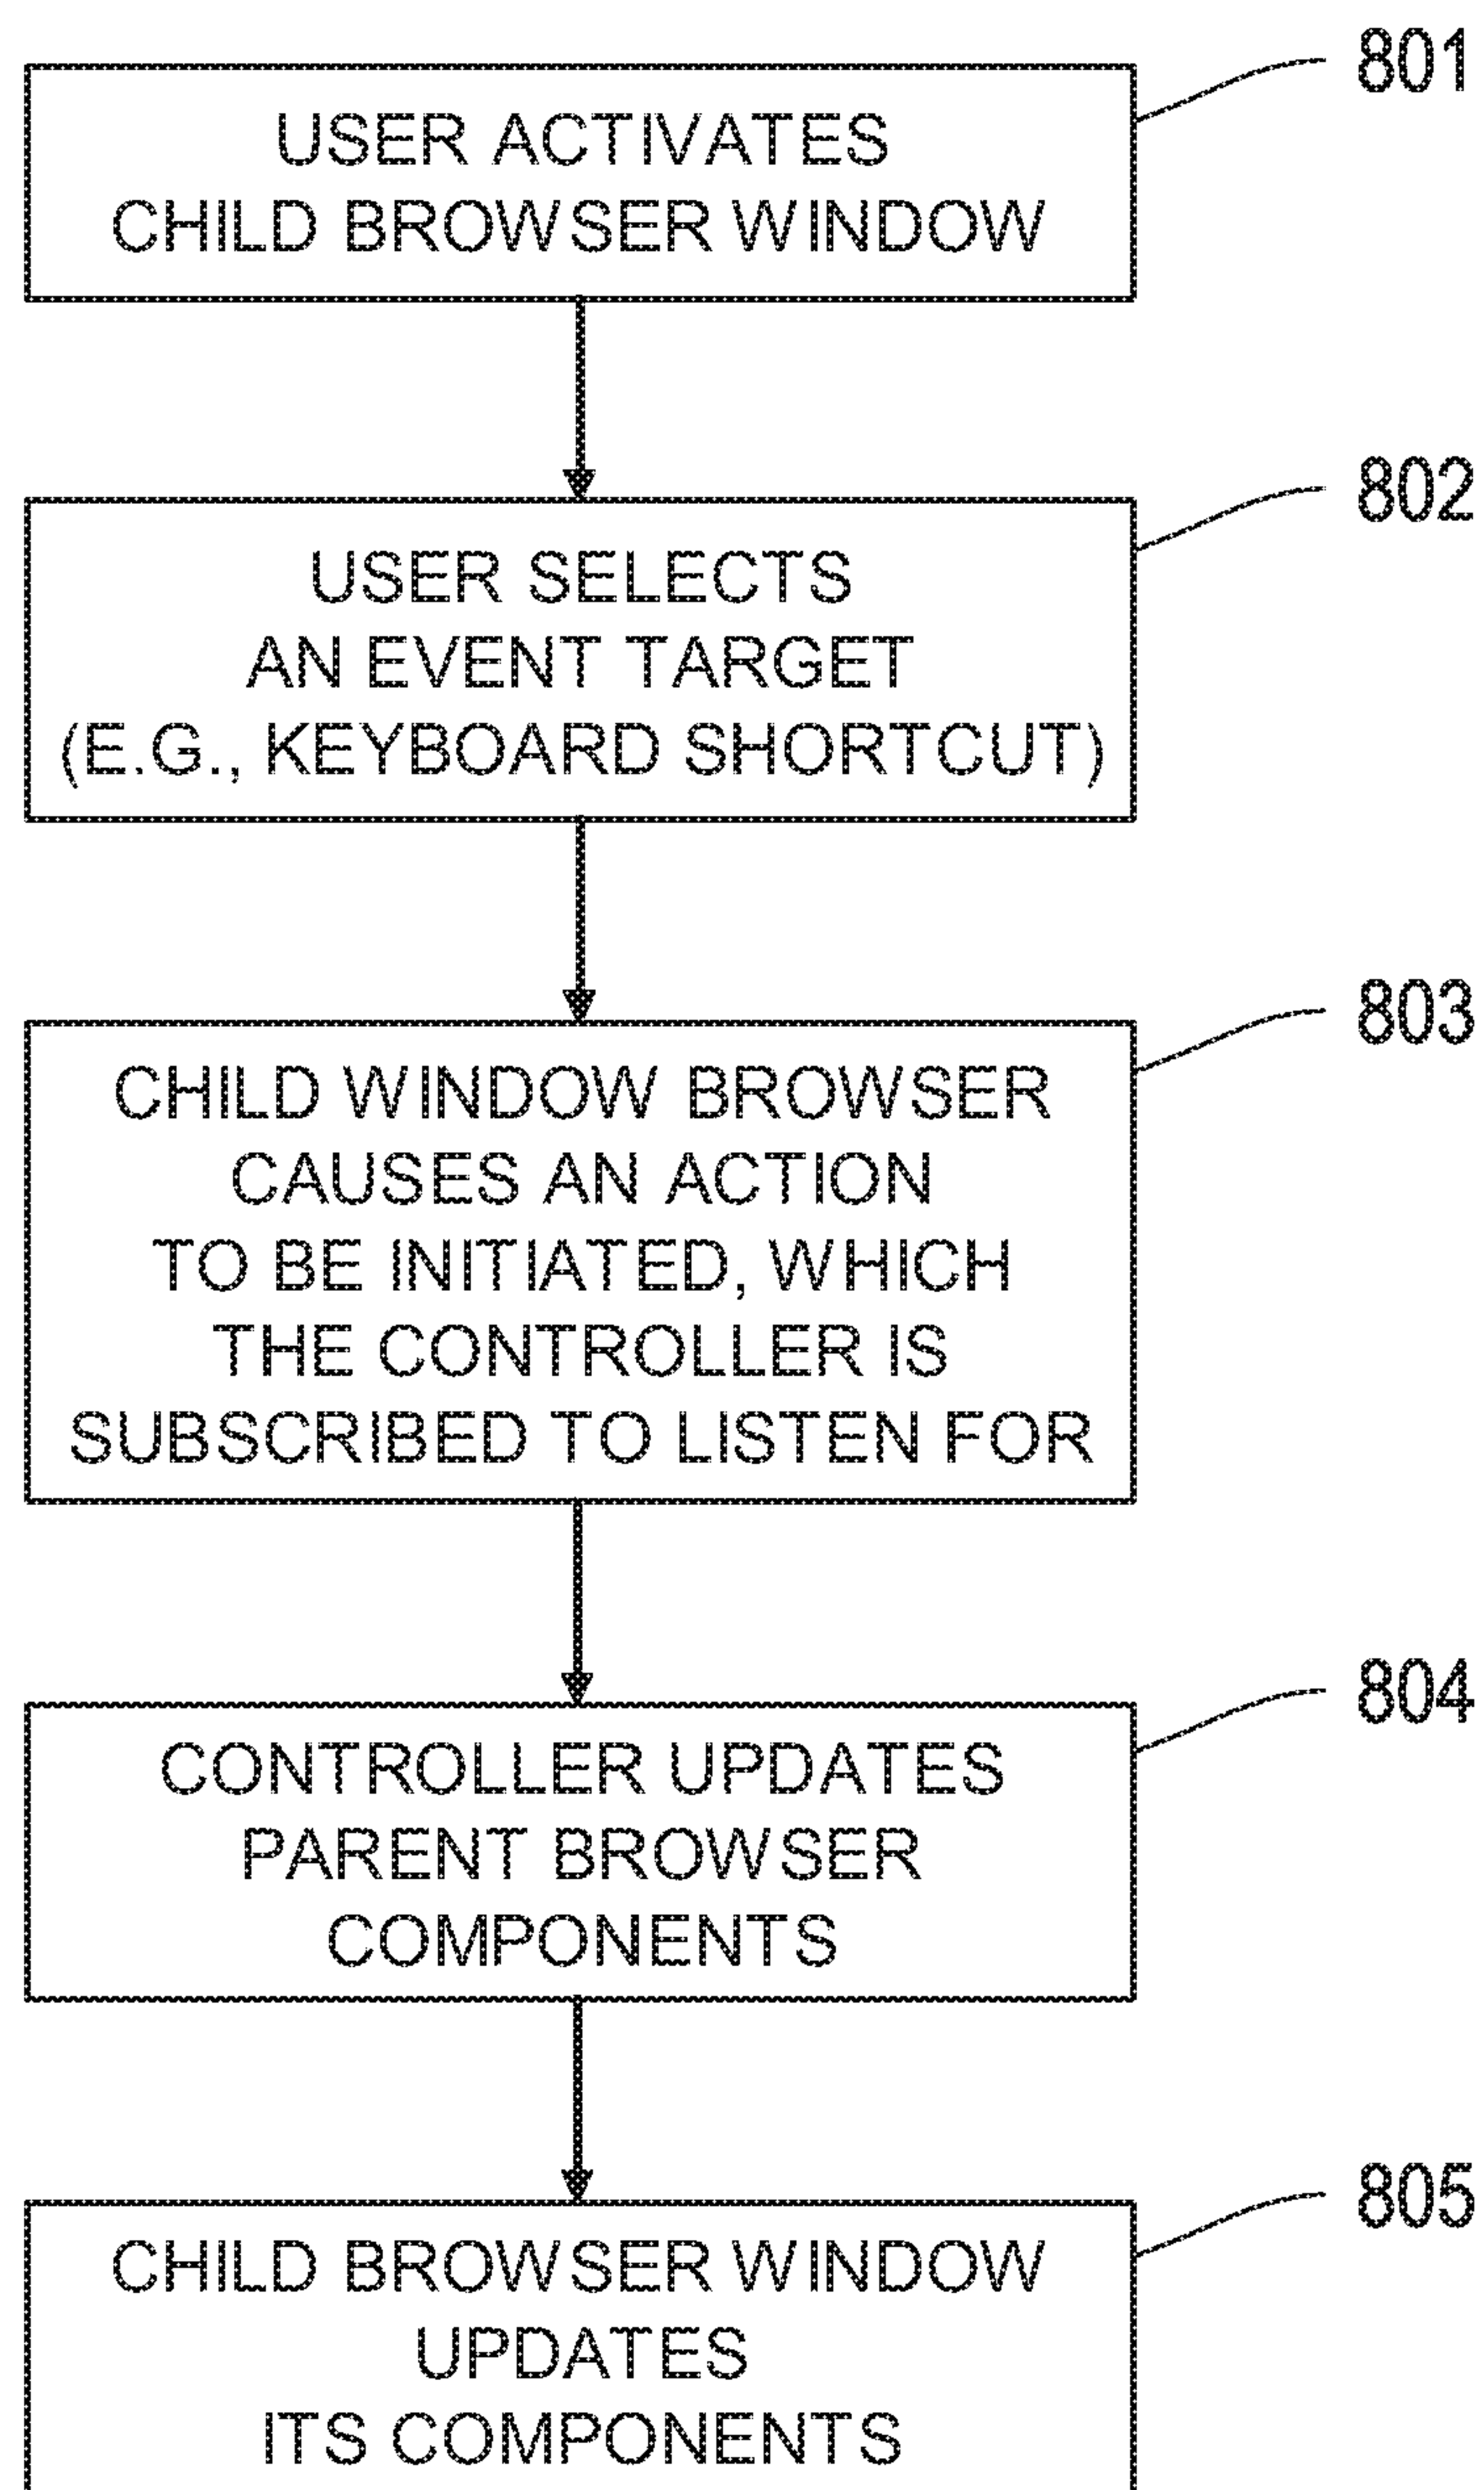 801
USER ACTIVATES
CHILD BROWSER WINDOW
802
USER SELECTS
AN EVENT TARGET
(E.G., KEYBOARD SHORTCUT)
803
CHILD WINDOW BROWSER
CAUSES AN ACTION
TO BE INITIATED, WHICH
THE CONTROLLER IS
SUBSCRIBED TO LISTEN FOR
804
CONTROLLER UPDATES
PARENT BROWSER
COMPONENTS
805
CHILD BROWSER WINDOW
UPDATES
ITS COMPONENTS